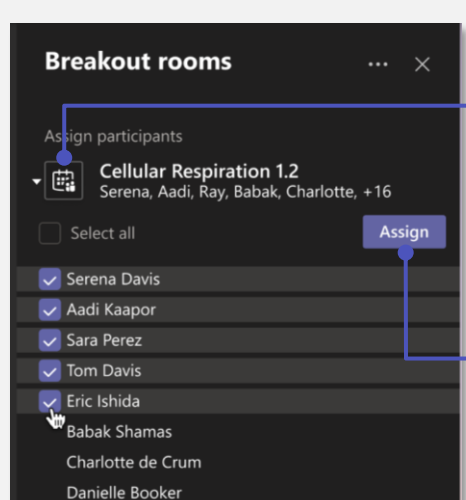 Breakout rooms
Assign participants
Cellular Respiration 1.2
Serena, Aadi, Ray, Babak, Charlotte, +16
Select all
Assign
Serena Davis
Aadi Kaapor
Sara Perez
Tom Davis
Eric Ishida
Babak Shamas
Charlotte de Crum
Danielle Booker